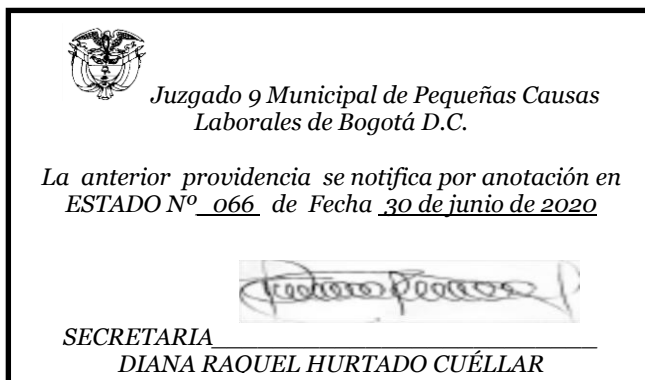 Juzgado 9 Municipal de Pequeñas Causas
Laborales de Bogotá D.C.
La anterior providencia se notifica por anotación en
ESTADO Nº 066 de Fecha 30 de junio de 2020
SECRETARIA
DIANA RAQUEL HURTADO CUÉLLAR